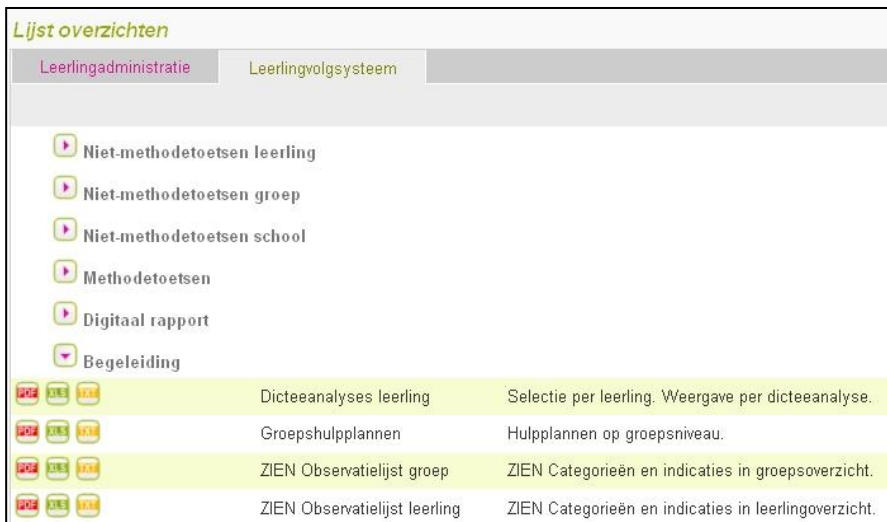 Lijst overzichten
Leerlingadministratie Leerlingvolgsysteem
Niet-methodetoetsen leerling
Niet-methodetoetsen groep
Niet-methodetoetsen school
Methodetoetsen
Digitaal rapport
Begeleiding
PDF XLS TXT Dicteeanalyses leerling Selectie per leerling. Weergave per dicteeanalyse.
PDF XLS TXT Groepshulpplannen Hulpplannen op groepsniveau.
PDF XLS TXT ZIEN Observatielijst groep ZIEN Categorieën en indicaties in groepsoverzicht.
PDF XLS TXT ZIEN Observatielijst leerling ZIEN Categorieën en indicaties in leerlingoverzicht.